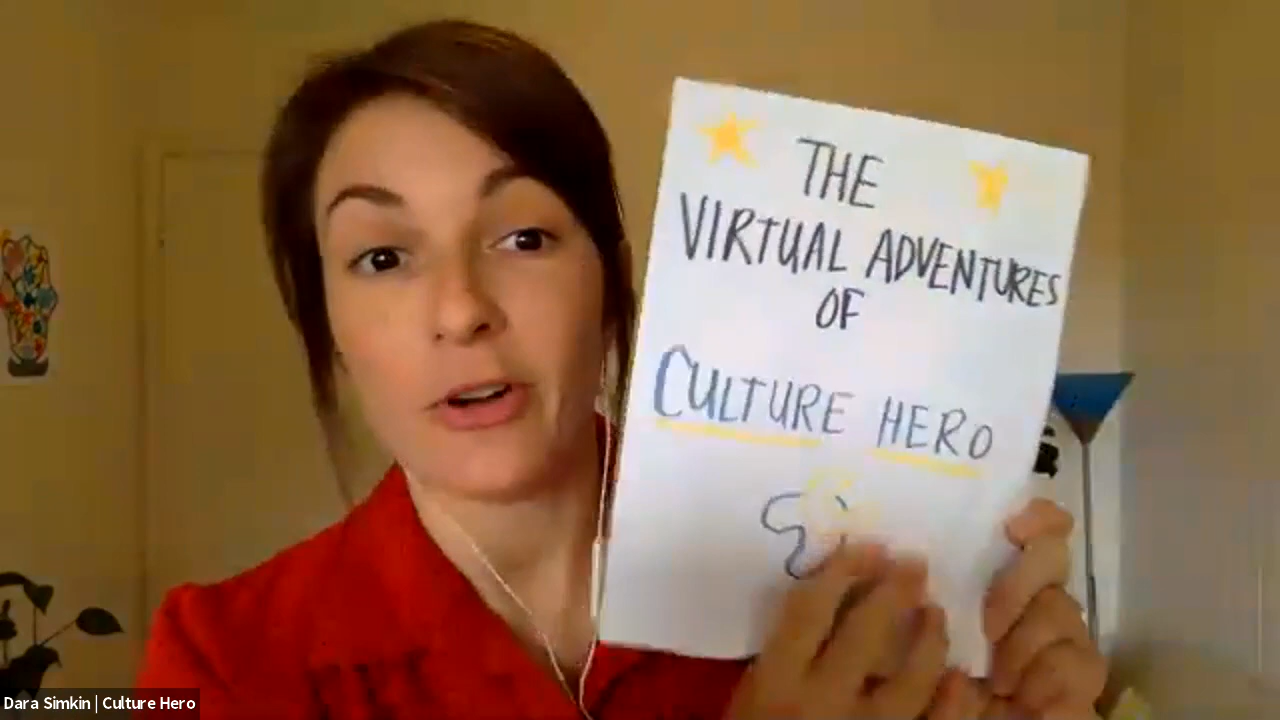 THE
VIRTUAL ADVENTURES
OF
CULTURE HERO
Dara Simkin | Culture Hero